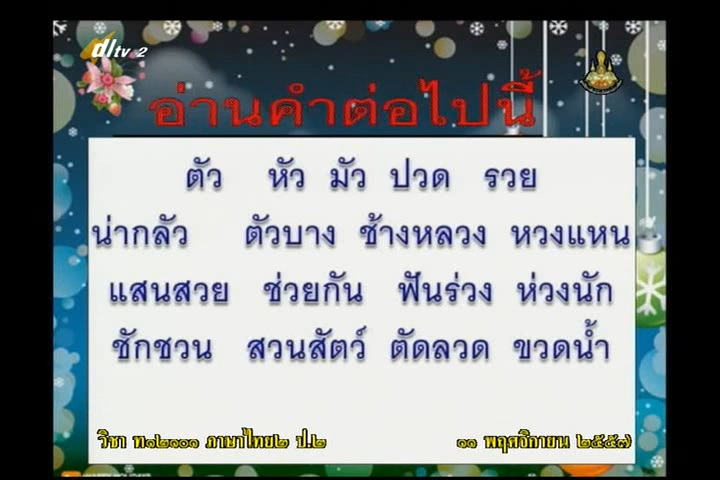 dltv 2
อ่านคำต่อไปนี้
ตัว หัว มัว ปวด รวย
น่ากลัว ตัวบาง ช้างหลวง หวงแหน
แสนสวย ช่วยกัน ฟันร่วง ห่วงนัก
ชักชวน สวนสัตว์ ตัดลวด ขวดน้ำ
วิชา ท๑๒๑๐๑ ภาษาไทย๒ ป.๒ ๑๑ พฤศจิกายน ๒๕๕๗